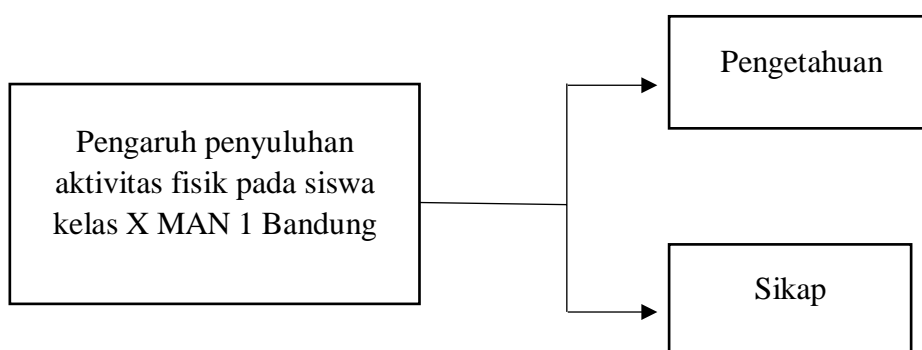 Pengaruh penyuluhan
aktivitas fisik pada siswa
kelas X MAN 1 Bandung
Pengetahuan
Sikap